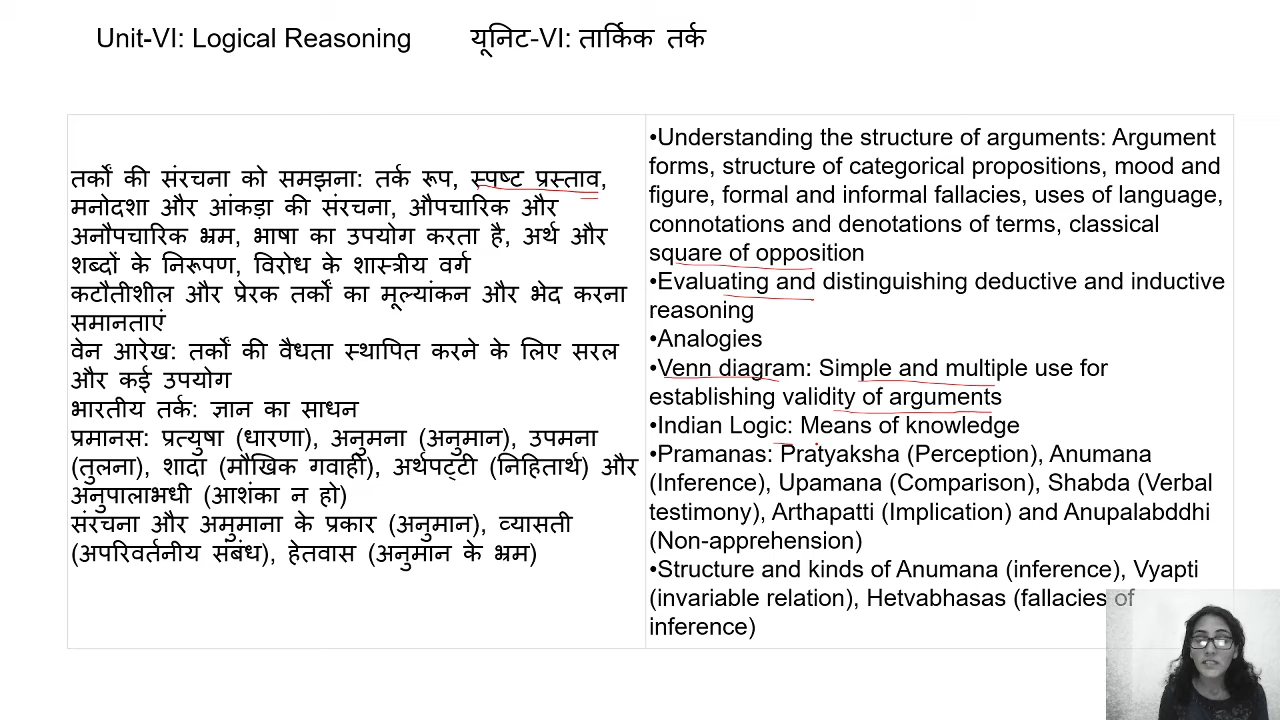 Unit-VI: Logical Reasoning यूनिट-VI: तार्किक तर्क
तर्कों की संरचना को समझना: तर्क रूप, स्पष्ट प्रस्ताव,
मनोदशा और आंकड़ा की संरचना, औपचारिक और
अनौपचारिक भ्रम, भाषा का उपयोग करता है, अर्थ और
शब्दों के निरूपण, विरोध के शास्त्रीय वर्ग
कटौतीशील और प्रेरक तर्कों का मूल्यांकन और भेद करना
समानताएं
वेन आरेख: तर्कों की वैधता स्थापित करने के लिए सरल
और कई उपयोग
भारतीय तर्क: ज्ञान का साधन
प्रमानस: प्रत्युषा (धारणा), अनुमना (अनुमान), उपमना
(तुलना), शादा (मौखिक गवाही), अर्थपट्टी (निहितार्थ) और
अनुपालाभधी (आशंका न हो)
संरचना और अमुमाना के प्रकार (अनुमान), व्यासती
(अपरिवर्तनीय संबंध), हेतवास (अनुमान के भ्रम)
•Understanding the structure of arguments: Argument
forms, structure of categorical propositions, mood and
figure, formal and informal fallacies, uses of language,
connotations and denotations of terms, classical
square of opposition
•Evaluating and distinguishing deductive and inductive
reasoning
•Analogies
•Venn diagram: Simple and multiple use for
establishing validity of arguments
•Indian Logic: Means of knowledge
•Pramanas: Pratyaksha (Perception), Anumana
(Inference), Upamana (Comparison), Shabda (Verbal
testimony), Arthapatti (Implication) and Anupalabddhi
(Non-apprehension)
•Structure and kinds of Anumana (inference), Vyapti
(invariable relation), Hetvabhasas (fallacies of
inference)